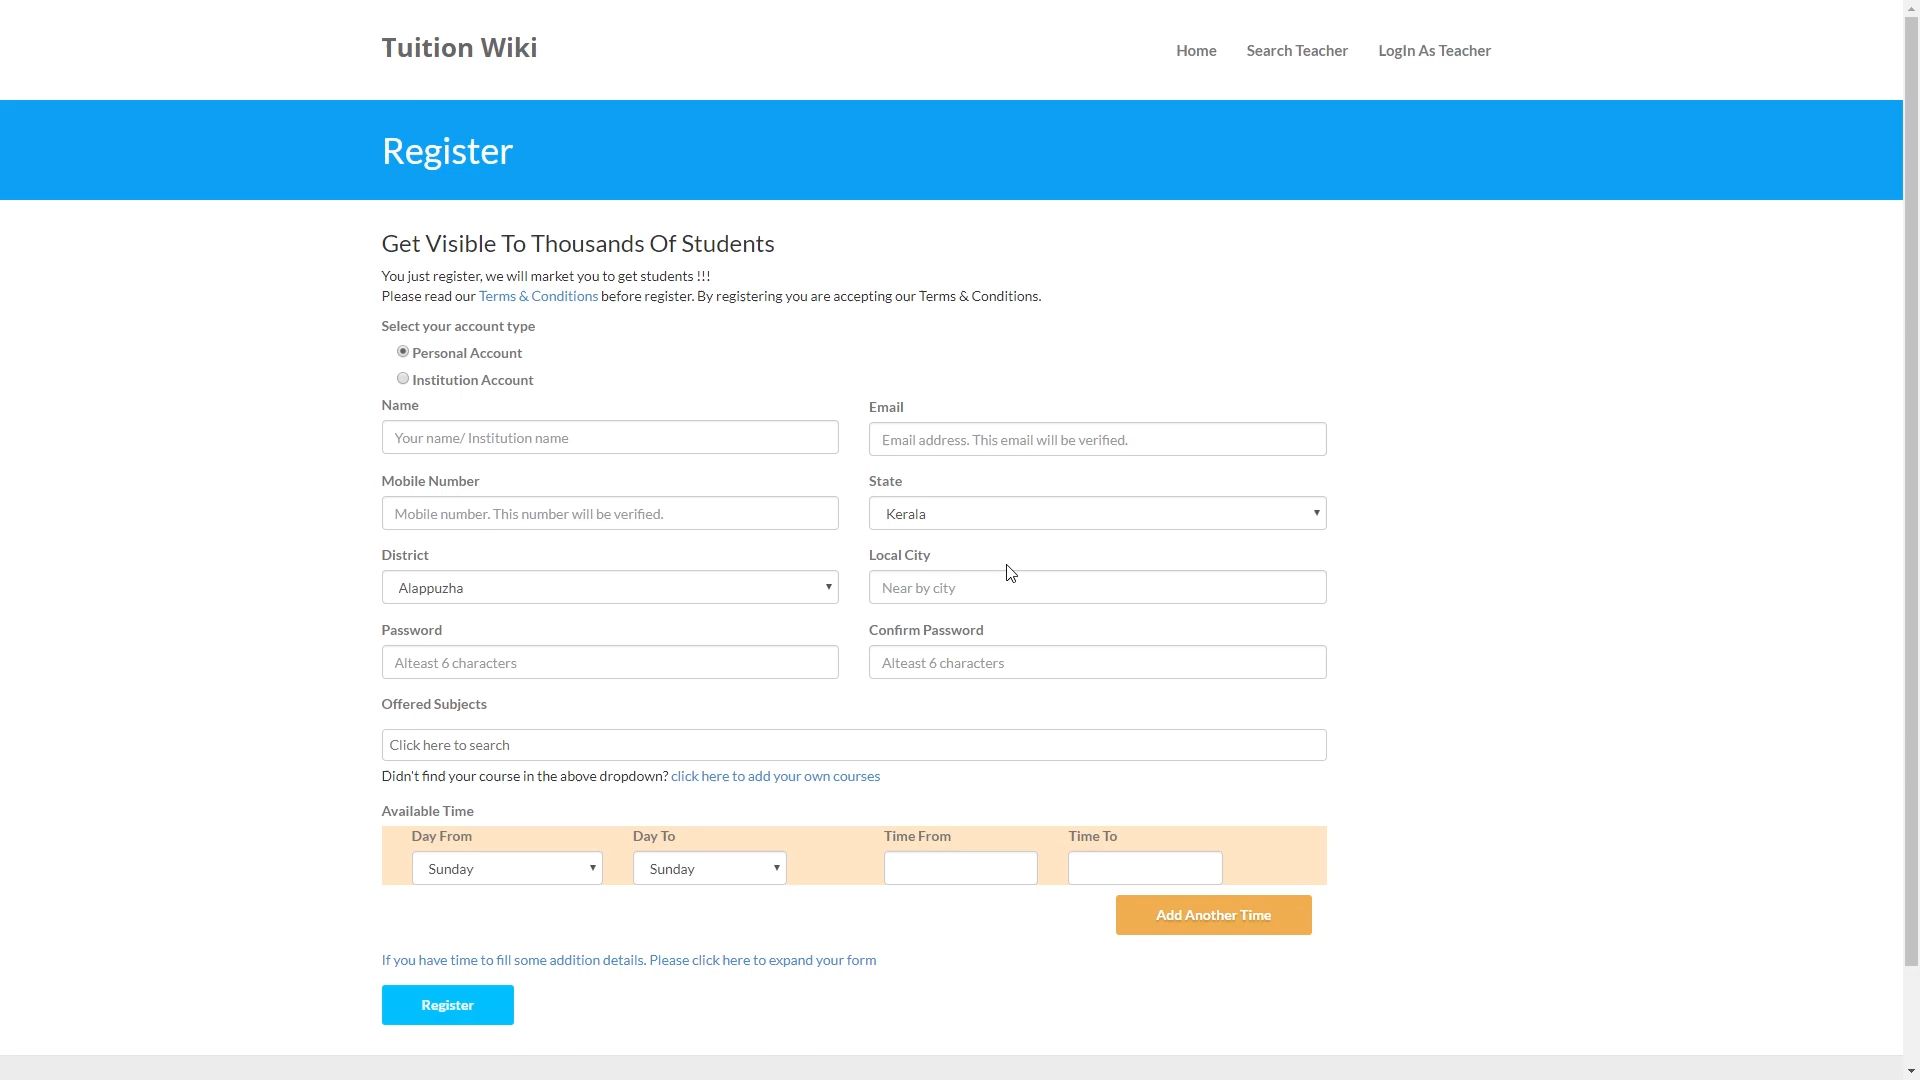 Tuition Wiki
Home Search Teacher LogIn As Teacher
Register
Get Visible To Thousands Of Students
You just register, we will market you to get students !!!
Please read our Terms & Conditions before register. By registering you are accepting our Terms & Conditions.
Select your account type
Personal Account
Institution Account
Name
Your name/ Institution name
Email
Email address. This email will be verified.
Mobile Number
Mobile number. This number will be verified.
State
Kerala
District
Alappuzha
Local City
Near by city
Password
Alteast 6 characters
Confirm Password
Alteast 6 characters
Offered Subjects
Click here to search
Didn't find your course in the above dropdown? click here to add your own courses
Available Time
Day From Day To Time From Time To
Sunday Sunday
Add Another Time
If you have time to fill some addition details. Please click here to expand your form
Register